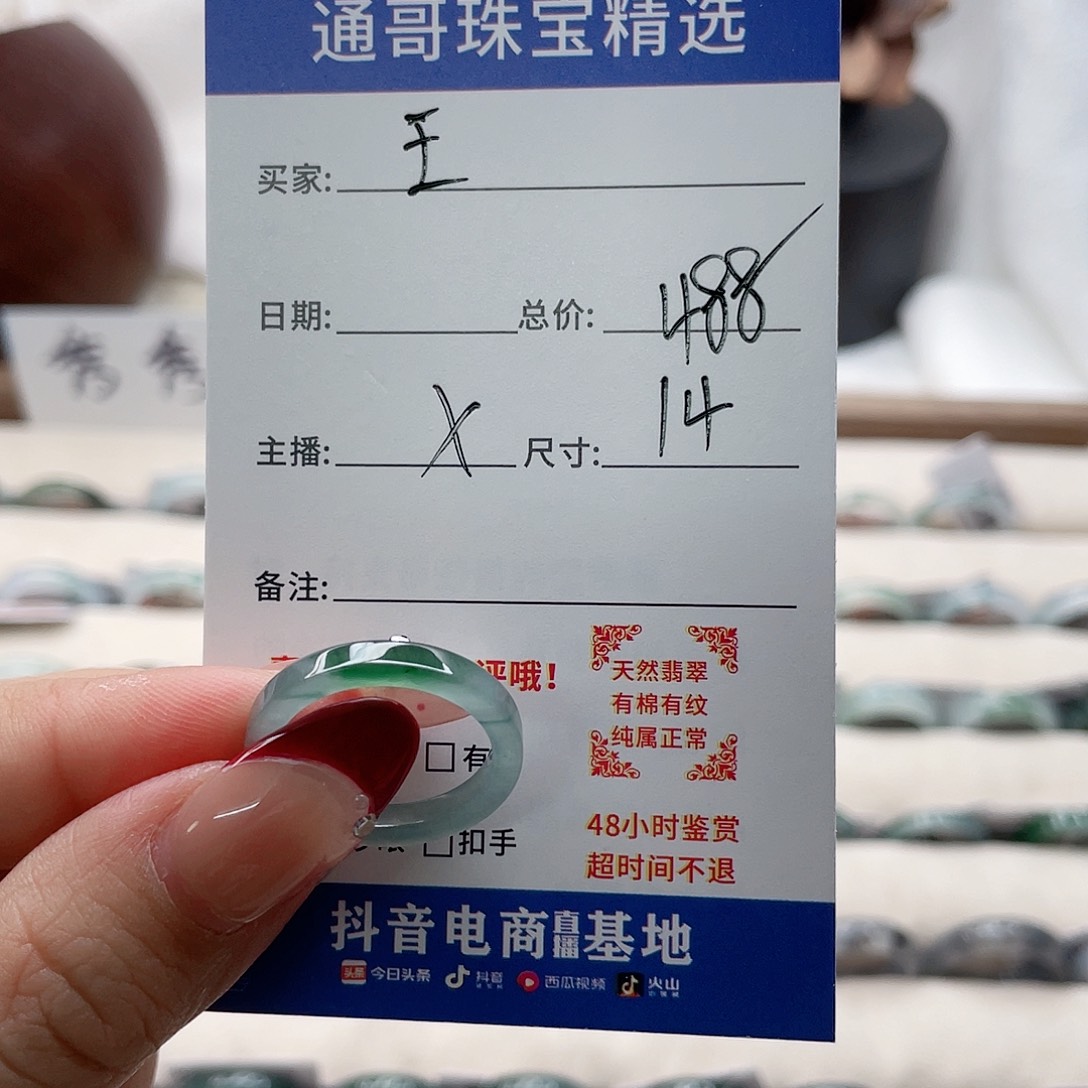 通哥珠宝精选
买家: 王
日期: 总价: 488
主播: X 尺寸: 14
备注:
评哦!
天然翡翠
有棉有纹
纯属正常
□有
□扣手
48小时鉴赏
超时间不退
抖音电商直播基地
头条 今日头条 抖音 西瓜视频 火山